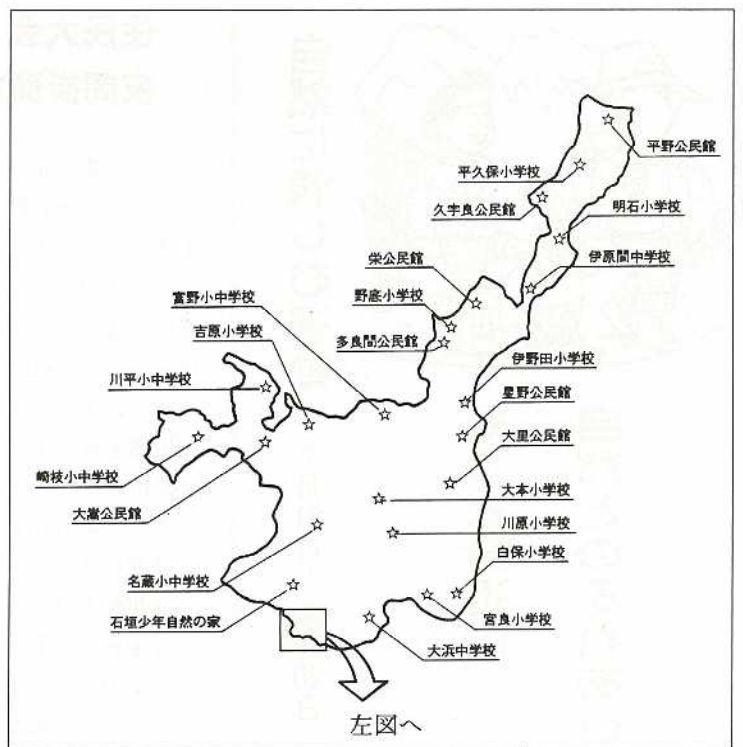 平野公民館
平久保小学校
久宇良公民館
明石小学校
栄公民館
伊原間中学校
富野小中学校
野底小学校
吉原小学校
多良間公民館
伊野田小学校
川平小中学校
星野公民館
大里公民館
崎枝小中学校
大本小学校
大嵩公民館
川原小学校
白保小学校
名蔵小中学校
宮良小学校
石垣少年自然の家
大浜中学校
左図へ